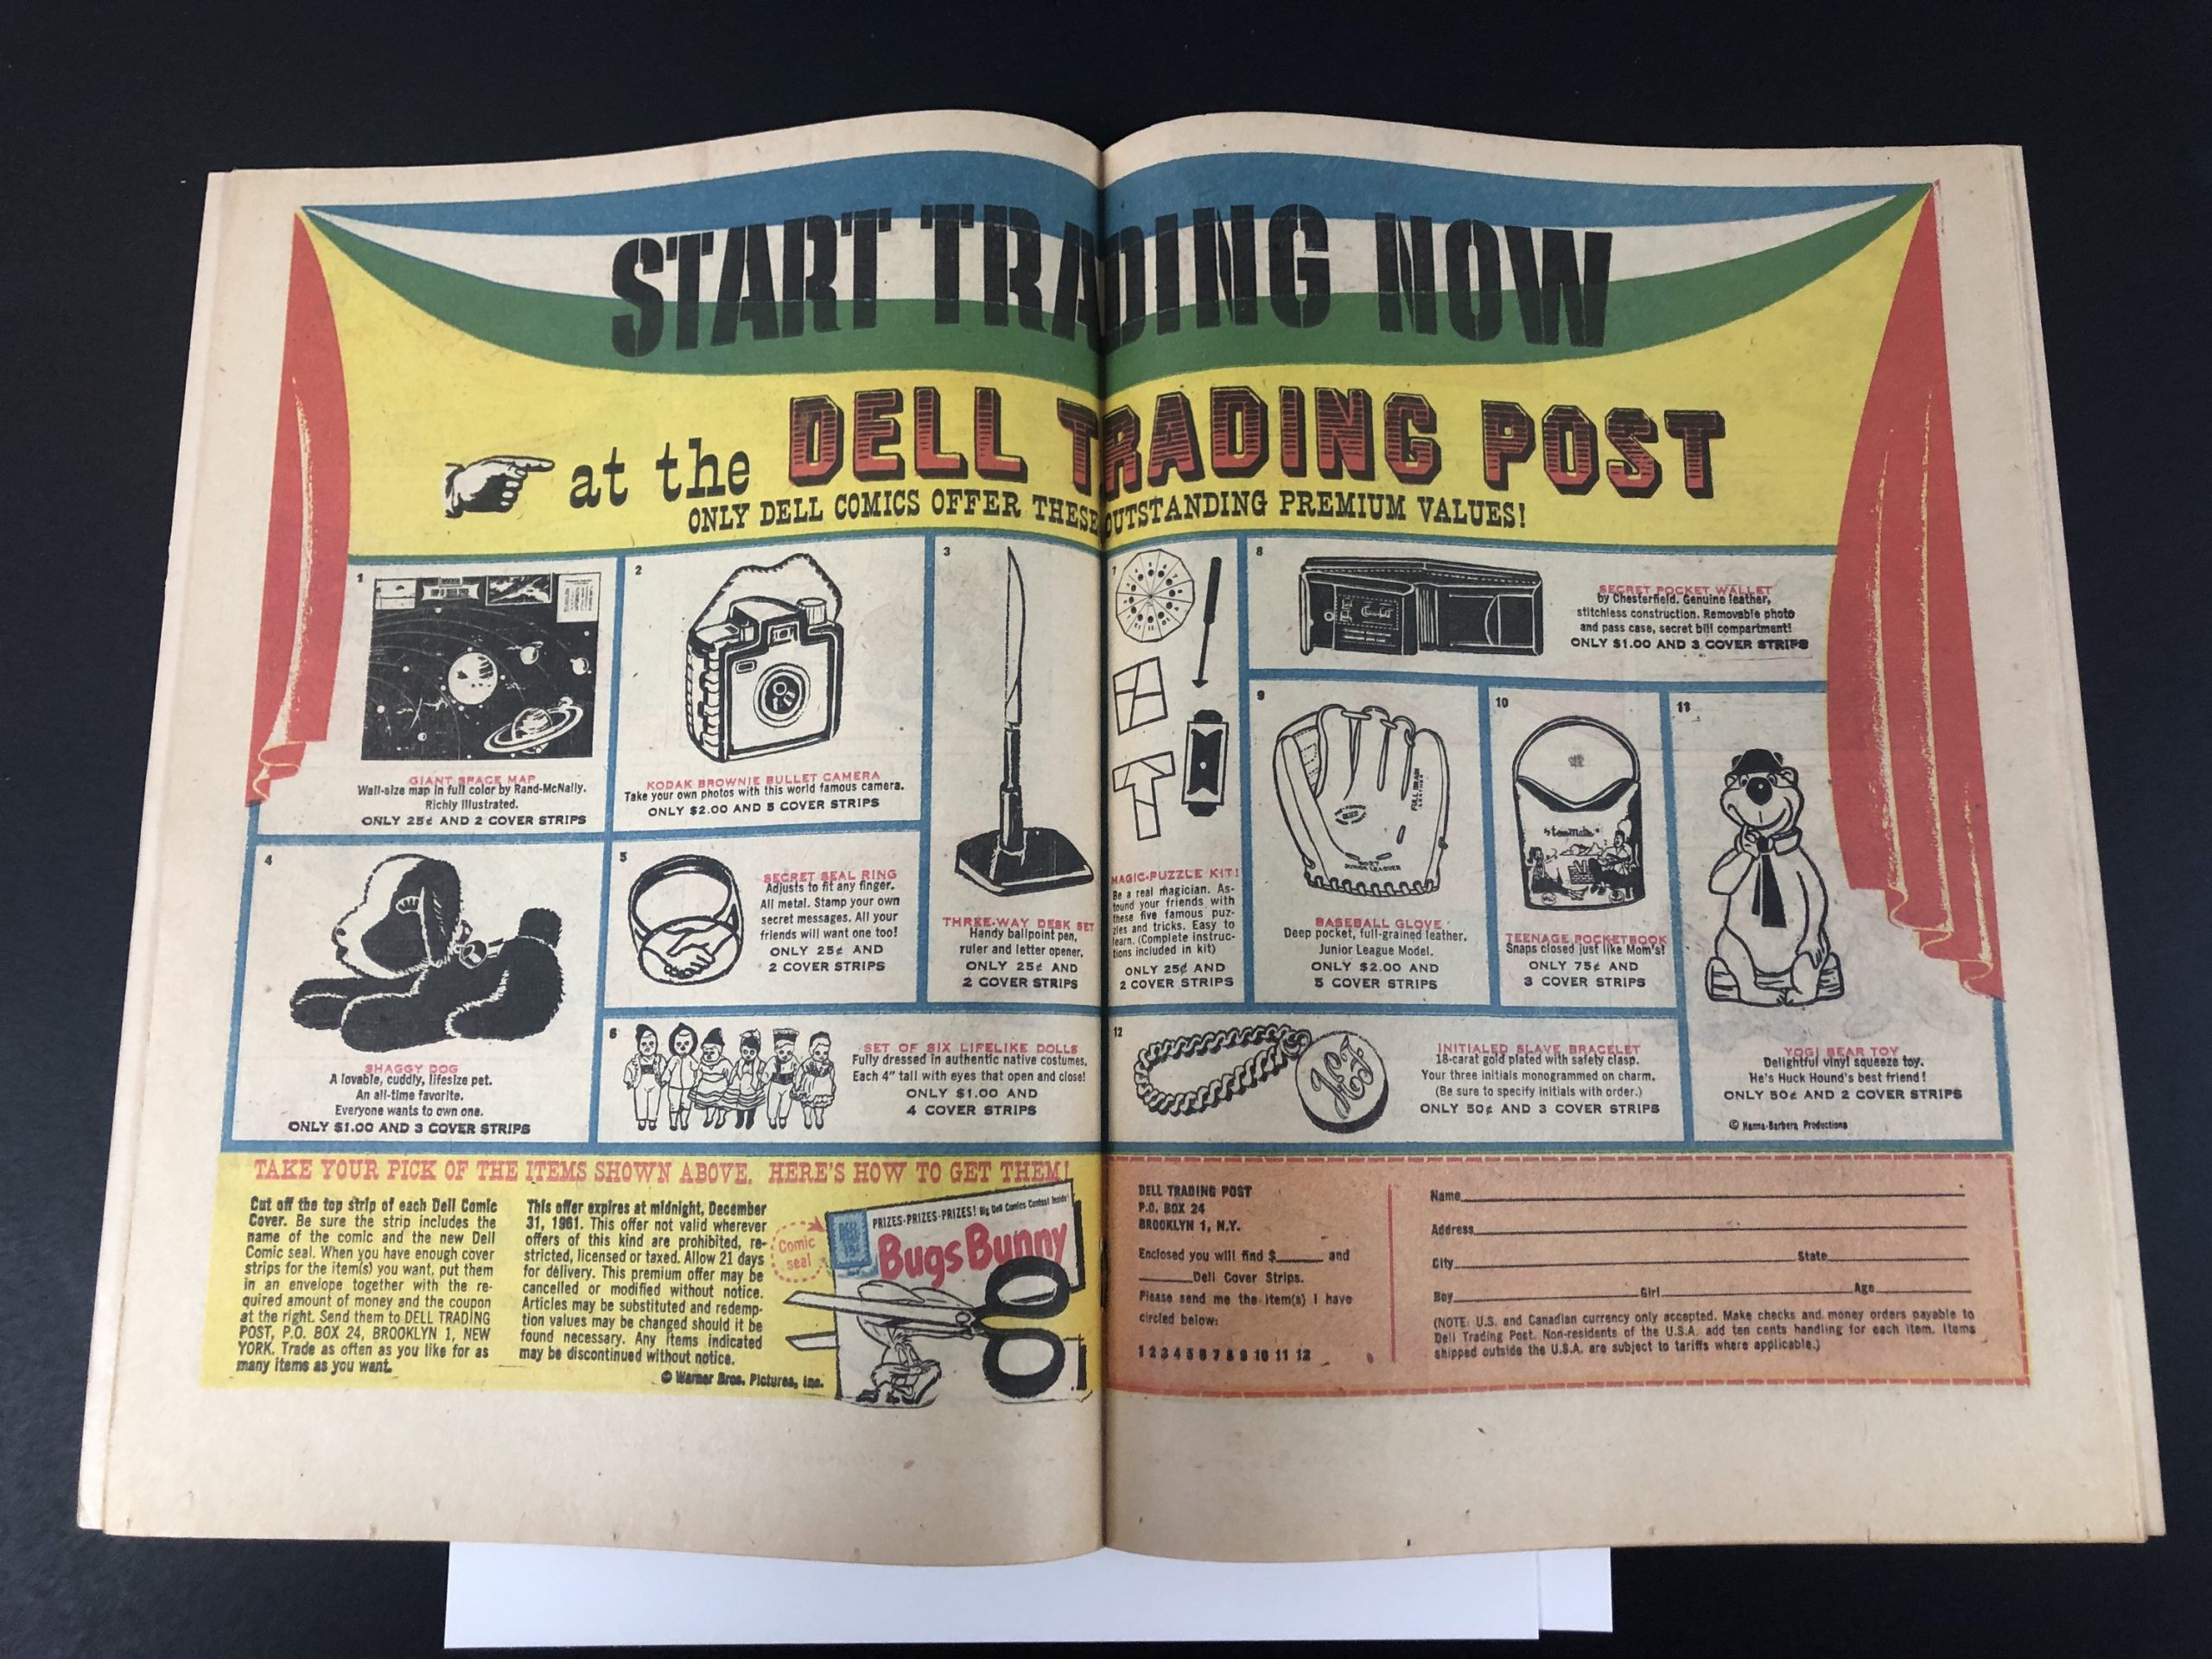 START TRADING NOW
at the DELL TRADING POST
ONLY DELL COMICS OFFER THESE OUTSTANDING PREMIUM VALUES!
1
GIANT SPACE MAP
Wall-size map in full color by Rand-McNally.
Richly Illustrated.
ONLY 25¢ AND 2 COVER STRIPS
2
KODAK BROWNIE BULLET CAMERA
Take your own photos with this world famous camera.
ONLY $2.00 AND 5 COVER STRIPS
3
THREE-WAY DESK SET
Handy ballpoint pen,
ruler and letter opener.
ONLY 25¢ AND
2 COVER STRIPS
4
SHAGGY DOG
A lovable, cuddly, lifesize pet.
An all-time favorite.
Everyone wants to own one.
ONLY $1.00 AND 3 COVER STRIPS
5
SECRET SEAL RING
Adjusts to fit any finger.
All metal. Stamp your own
secret messages. All your
friends will want one too!
ONLY 25¢ AND
2 COVER STRIPS
6
SET OF SIX LIFELIKE DOLLS
Fully dressed in authentic native costumes.
Each 4" tall with eyes that open and close!
ONLY $1.00 AND
4 COVER STRIPS
7
MAGIC-PUZZLE KIT!
Be a real magician. As-
tound your friends with
these five famous puz-
zles and tricks. Easy to
learn. (Complete instruc-
tions included in kit)
ONLY 25¢ AND
2 COVER STRIPS
8
SECRET POCKET WALLET
by Chesterfield. Genuine leather,
stitchless construction. Removable photo
and pass case, secret bill compartment!
ONLY $1.00 AND 3 COVER STRIPS
9
BASEBALL GLOVE
Deep pocket, full-grained leather.
Junior League Model.
ONLY $2.00 AND
5 COVER STRIPS
10
TEENAGE POCKETBOOK
Snaps closed just like Mom's!
ONLY 75¢ AND
3 COVER STRIPS
11
YOGI BEAR TOY
Delightful vinyl squeeze toy.
He's Huck Hound's best friend!
ONLY 50¢ AND 2 COVER STRIPS
© Hanna-Barbera Productions
12
INITIALED SLAVE BRACELET
18-carat gold plated with safety clasp.
Your three initials monogrammed on charm.
(Be sure to specify initials with order.)
ONLY 50¢ AND 3 COVER STRIPS
TAKE YOUR PICK OF THE ITEMS SHOWN ABOVE. HERE'S HOW TO GET THEM!
Cut off the top strip of each Dell Comic
Cover. Be sure the strip includes the
name of the comic and the new Dell
Comic seal. When you have enough cover
strips for the item(s) you want, put them
in an envelope together with the re-
quired amount of money and the coupon
at the right. Send them to DELL TRADING
POST, P.O. BOX 24, BROOKLYN 1, NEW
YORK. Trade as often as you like for as
many items as you want.
This offer expires at midnight, December
31, 1961. This offer not valid wherever
offers of this kind are prohibited, re-
stricted, licensed or taxed. Allow 21 days
for delivery. This premium offer may be
cancelled or modified without notice.
Articles may be substituted and redemp-
tion values may be changed should it be
found necessary. Any items indicated
may be discontinued without notice.
© Warner Bros. Pictures, Inc.
Comic
seal
PRIZES-PRIZES-PRIZES! Big Dell Comics Contest Inside!
Bugs Bunny
DELL TRADING POST
P.O. BOX 24
BROOKLYN 1, N.Y.
Enclosed you will find $ and
Dell Cover Strips.
Please send me the item(s) I have
circled below:
1 2 3 4 5 6 7 8 9 10 11 12
Name
Address
City State
Boy Girl Age
(NOTE: U.S. and Canadian currency only accepted. Make checks and money orders payable to
Dell Trading Post. Non-residents of the U.S.A. add ten cents handling for each item. Items
shipped outside the U.S.A. are subject to tariffs where applicable.)